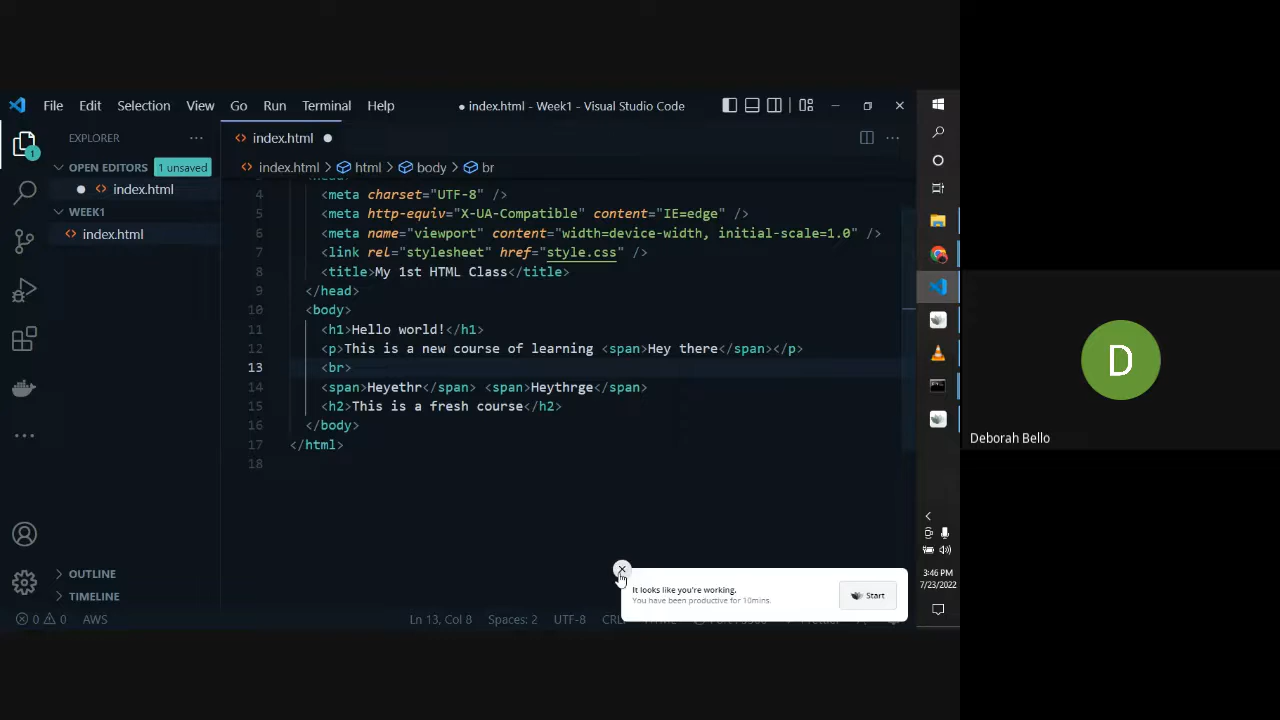 File Edit Selection View Go Run Terminal Help ● index.html - Week1 - Visual Studio Code
EXPLORER ···
index.html ●
OPEN EDITORS 1 unsaved
● index.html
WEEK1
index.html
1
index.html > html > body > br
4 <meta charset="UTF-8" />
5 <meta http-equiv="X-UA-Compatible" content="IE=edge" />
6 <meta name="viewport" content="width=device-width, initial-scale=1.0" />
7 <link rel="stylesheet" href="style.css" />
8 <title>My 1st HTML Class</title>
9 </head>
10 <body>
11 <h1>Hello world!</h1>
12 <p>This is a new course of learning <span>Hey there</span></p>
13 <br>
14 <span>Heyethr</span> <span>Heythrge</span>
15 <h2>This is a fresh course</h2>
16 </body>
17 </html>
18
OUTLINE
TIMELINE
It looks like you're working.
You have been productive for 10mins.
Start
0 0 AWS
Ln 13, Col 8 Spaces: 2 UTF-8
3:46 PM
7/23/2022
D
Deborah Bello